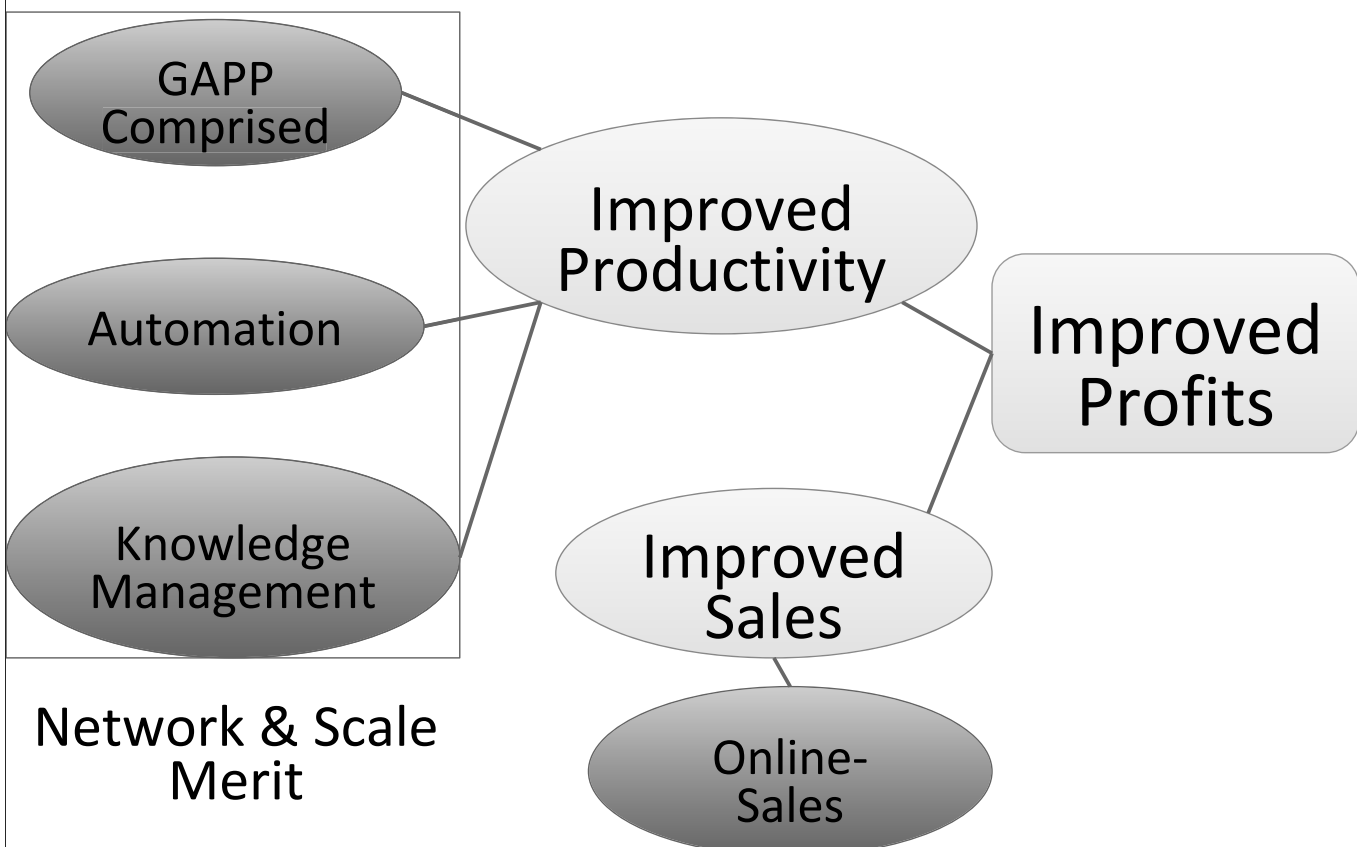 GAPP
Comprised
Improved
Productivity
Automation
Improved
Profits
Knowledge
Management
Improved
Sales
Network & Scale
Merit
Online-
Sales